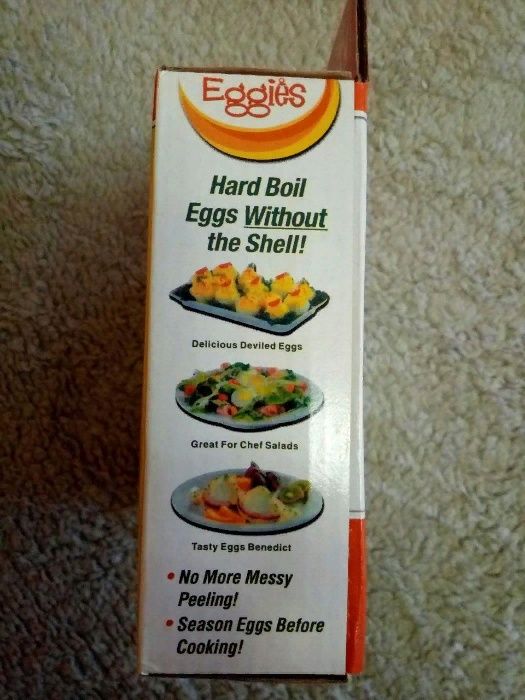 Eggies
Hard Boil
Eggs Without
the Shell!
Delicious Deviled Eggs
Great For Chef Salads
Tasty Eggs Benedict
• No More Messy
Peeling!
• Season Eggs Before
Cooking!